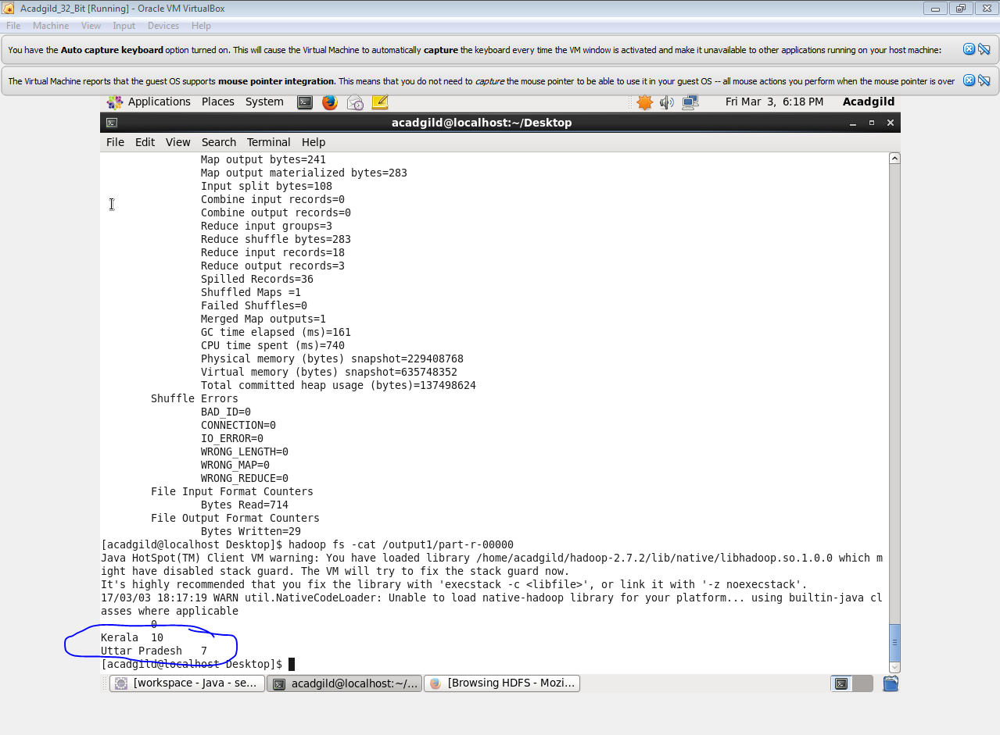 Acadgild_32_Bit [Running] - Oracle VM VirtualBox
File Machine View Input Devices Help
You have the Auto capture keyboard option turned on. This will cause the Virtual Machine to automatically capture the keyboard every time the VM window is activated and make it unavailable to other applications running on your host machine:
The Virtual Machine reports that the guest OS supports mouse pointer integration. This means that you do not need to capture the mouse pointer to be able to use it in your guest OS -- all mouse actions you perform when the mouse pointer is over
Applications Places System Fri Mar 3, 6:18 PM Acadgild
acadgild@localhost:~/Desktop
File Edit View Search Terminal Help
Map output bytes=241
Map output materialized bytes=283
Input split bytes=108
Combine input records=0
Combine output records=0
Reduce input groups=3
Reduce shuffle bytes=283
Reduce input records=18
Reduce output records=3
Spilled Records=36
Shuffled Maps =1
Failed Shuffles=0
Merged Map outputs=1
GC time elapsed (ms)=161
CPU time spent (ms)=740
Physical memory (bytes) snapshot=229408768
Virtual memory (bytes) snapshot=635748352
Total committed heap usage (bytes)=137498624
Shuffle Errors
BAD_ID=0
CONNECTION=0
IO_ERROR=0
WRONG_LENGTH=0
WRONG_MAP=0
WRONG_REDUCE=0
File Input Format Counters
Bytes Read=714
File Output Format Counters
Bytes Written=29
[acadgild@localhost Desktop]$ hadoop fs -cat /output1/part-r-00000
Java HotSpot(TM) Client VM warning: You have loaded library /home/acadgild/hadoop-2.7.2/lib/native/libhadoop.so.1.0.0 which m
ight have disabled stack guard. The VM will try to fix the stack guard now.
It's highly recommended that you fix the library with 'execstack -c <libfile>', or link it with '-z noexecstack'.
17/03/03 18:17:19 WARN util.NativeCodeLoader: Unable to load native-hadoop library for your platform... using builtin-java cl
asses where applicable
0
Kerala 10
Uttar Pradesh 7
[acadgild@localhost Desktop]$
[workspace - Java - se... acadgild@localhost:~/... [Browsing HDFS - Mozi...